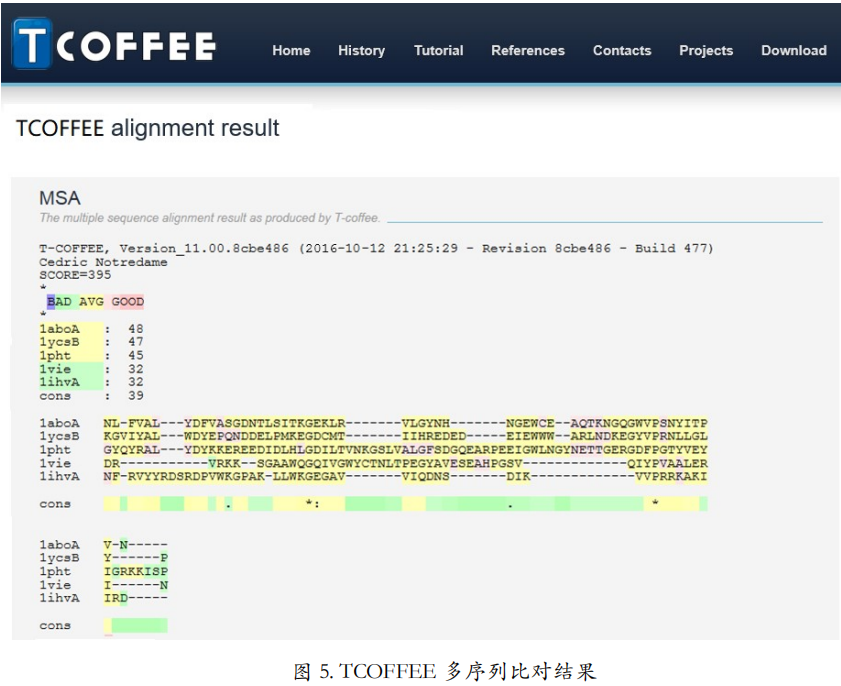 TCOFFEE
Home History Tutorial References Contacts Projects Download
TCOFFEE alignment result
MSA
The multiple sequence alignment result as produced by T-coffee.
T-COFFEE, Version_11.00.8cbe486 (2016-10-12 21:25:29 - Revision 8cbe486 - Build 477)
Cedric Notredame
SCORE=395
*
BAD AVG GOOD
*
1aboA : 48
1ycsB : 47
1pht : 45
1vie : 32
1ihvA : 32
cons : 39
1aboA NL-FVAL---YDFVASGDNTLSITKGEKLR-------VLGYNH-------NGEWCE--AQTKNGQGWVPSNYITP
1ycsB KGVIYAL---WDYEPQNDDELPMKEGDCMT-------IIHREDED-----EIEWWW--ARLNDKEGYVPRNLLGL
1pht GYQYRAL---YDYKKEREEDIDLHLGDILTVNKGSLVALGFSDGQEARPEEIGWLNGYNETTGERGDFPGTYVEY
1vie DR-----------VRKK--SGAAWQGQIVGWYCTNLTPEGYAVESEAHPGSV-------------QIYPVAALER
1ihvA NF-RVYYRDSRDPVWKGPAK-LLWKGEGAV-------VIQDNS------DIK-------------VVPRRKAKI
cons . *: . *
1aboA V-N-----
1ycsB Y------P
1pht IGRKKISP
1vie I------N
1ihvA IRD-----
cons
图 5. TCOFFEE 多序列比对结果